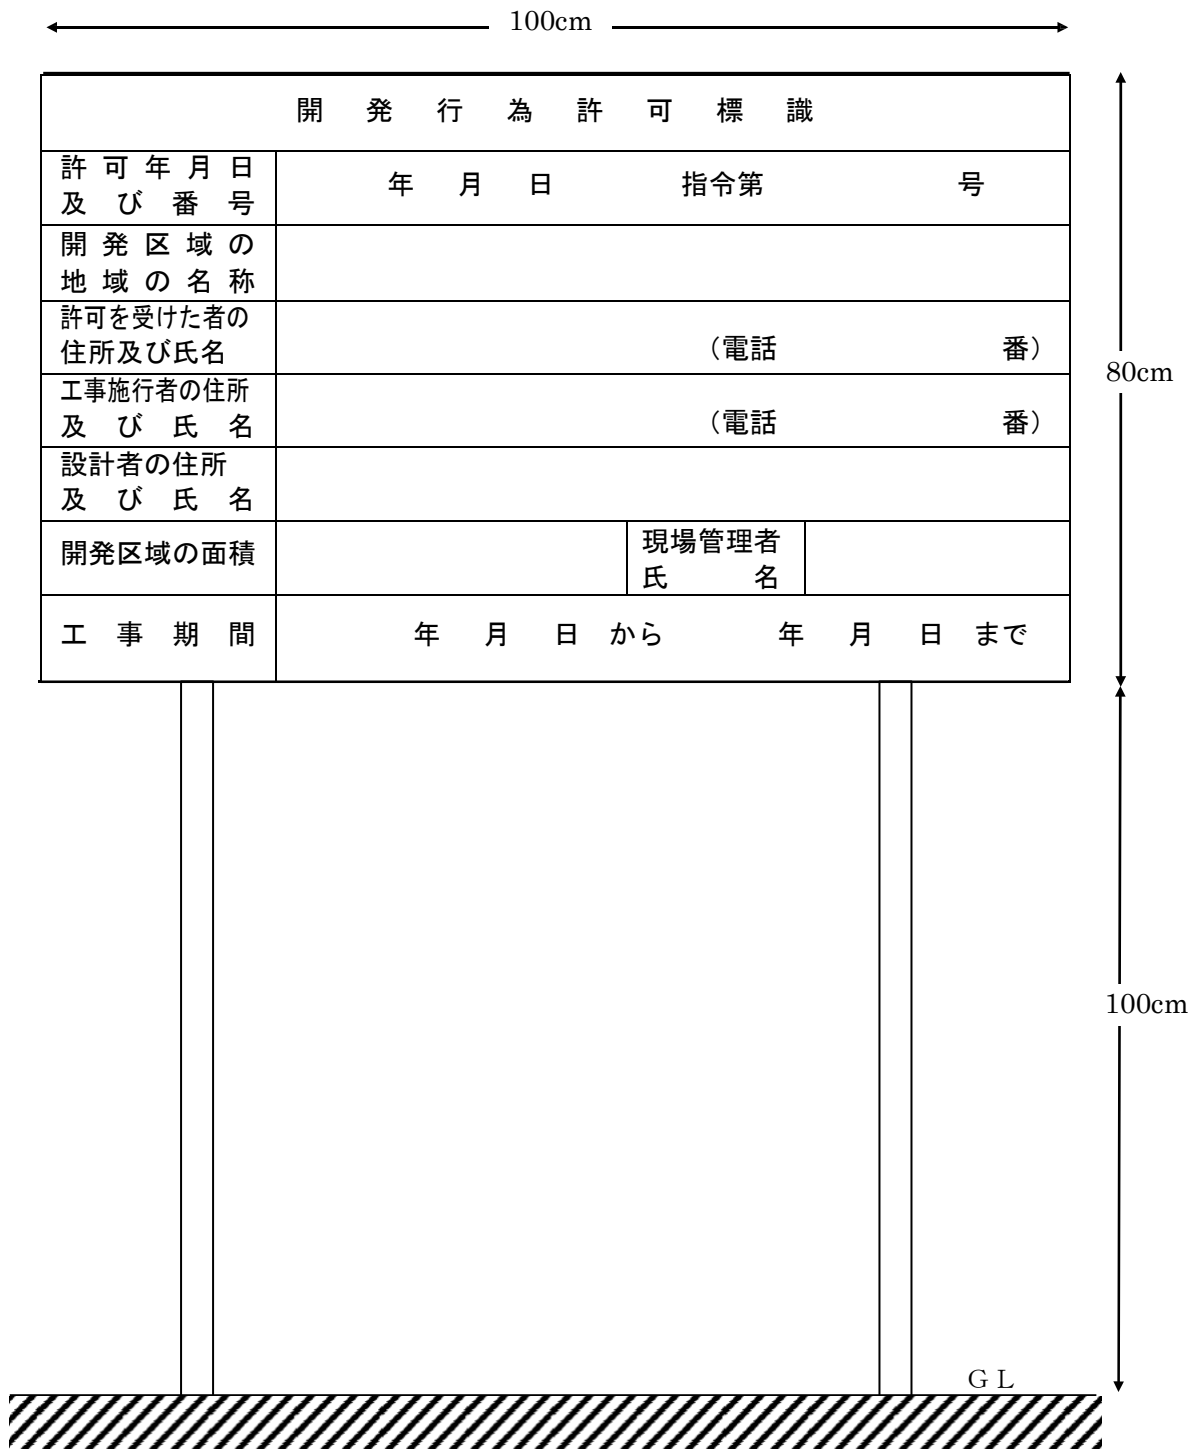 100cm
開発行為許可標識
許可年月日
及び番号
年 月 日 指令第 号
開発区域の
地域の名称
許可を受けた者の
住所及び氏名
（電話 番）
工事施行者の住所
及び氏名
（電話 番）
設計者の住所
及び氏名
開発区域の面積
現場管理者
氏名
工事期間
年 月 日 から 年 月 日 まで
80cm
100cm
ＧＬ